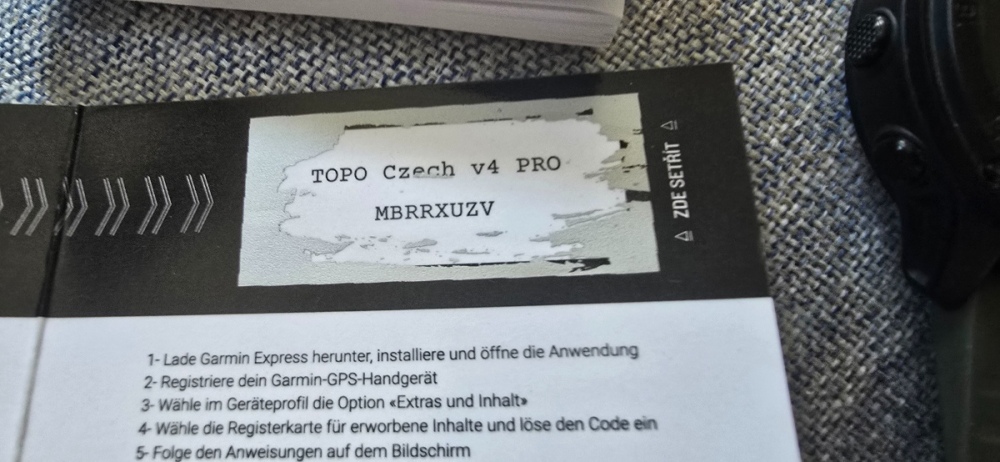 TOPO Czech v4 PRO
MBRRXUZV
ZDE SETŘÍT
1- Lade Garmin Express herunter, installiere und öffne die Anwendung
2- Registriere dein Garmin-GPS-Handgerät
3- Wähle im Geräteprofil die Option «Extras und Inhalt»
4- Wähle die Registerkarte für erworbene Inhalte und löse den Code ein
5- Folge den Anweisungen auf dem Bildschirm